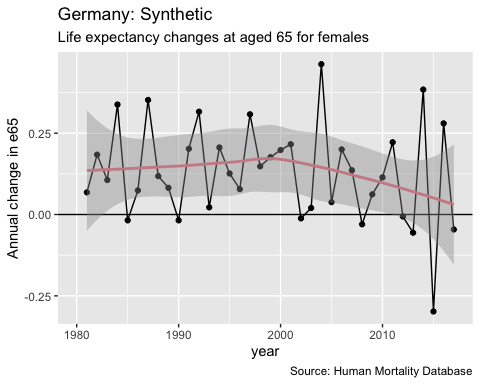 Germany: Synthetic
Life expectancy changes at aged 65 for females
Annual change in e65
0.25
0.00
-0.25
1980
1990
2000
2010
year
Source: Human Mortality Database